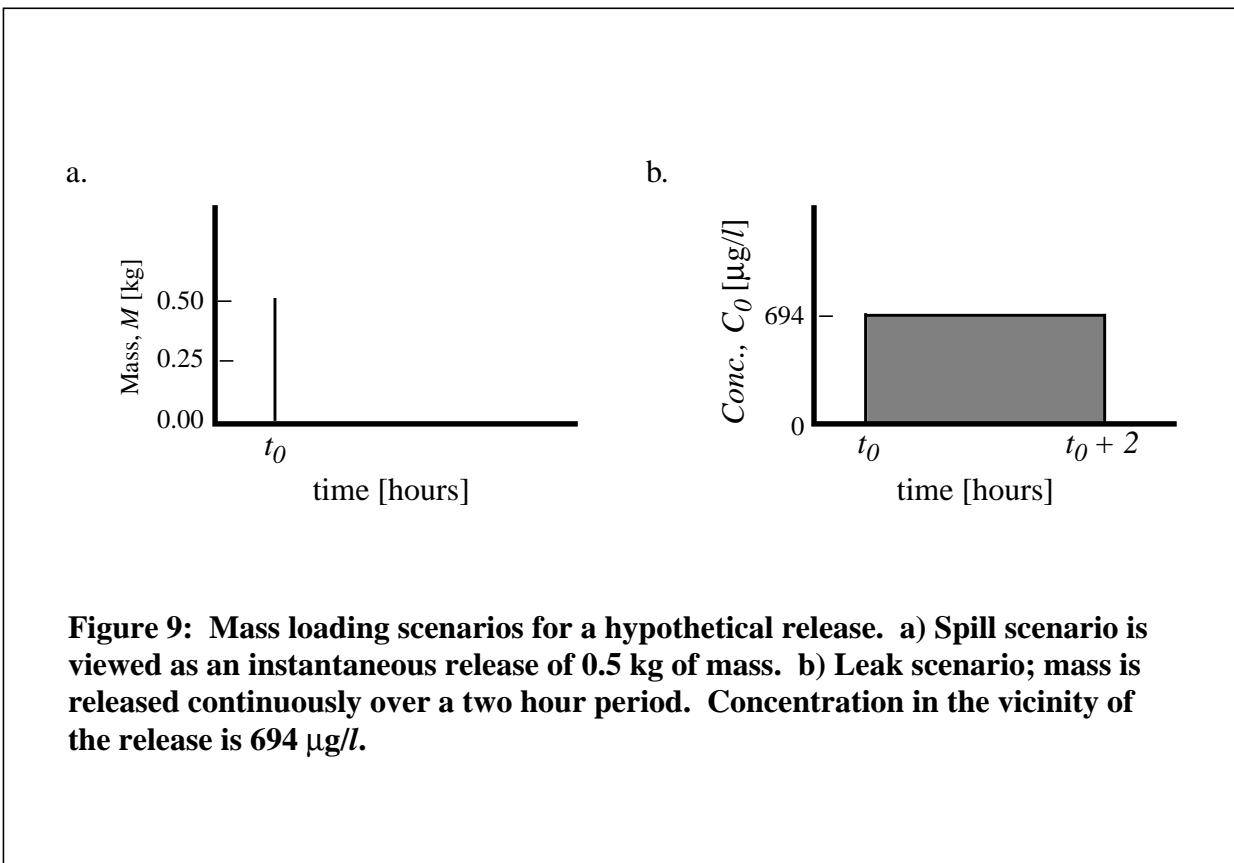 a.
Mass, M [kg]
0.50
0.25
0.00
t0
time [hours]
b.
Conc., C0 [μg/l]
694
0
t0
t0 + 2
time [hours]
Figure 9: Mass loading scenarios for a hypothetical release. a) Spill scenario is
viewed as an instantaneous release of 0.5 kg of mass. b) Leak scenario; mass is
released continuously over a two hour period. Concentration in the vicinity of
the release is 694 μg/l.